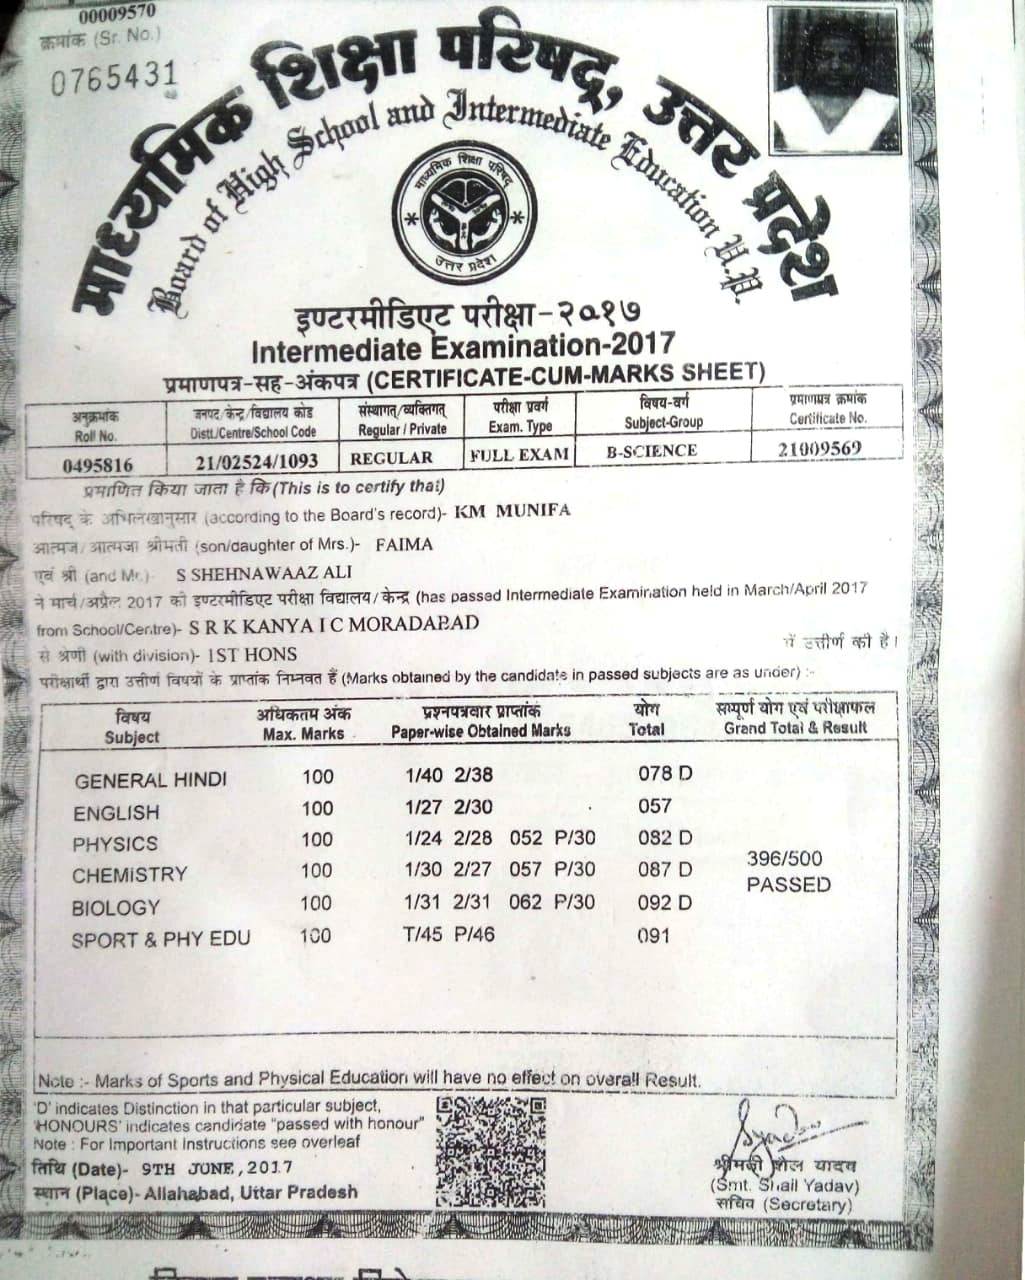 00009570
क्रमांक (Sr. No.)
0765431
माध्यमिक शिक्षा परिषद्, उत्तर प्रदेश
Board of High School and Intermediate Education U.P.
माध्यमिक शिक्षा परिषद्
उत्तर प्रदेश
इण्टरमीडिएट परीक्षा-२०१७
Intermediate Examination-2017
प्रमाणपत्र-सह-अंकपत्र (CERTIFICATE-CUM-MARKS SHEET)
अनुक्रमांक जनपद/केन्द्र/विद्यालय कोड संस्थागत/व्यक्तिगत परीक्षा प्रवर्ग विषय-वर्ग प्रमाणपत्र क्रमांक
Roll No. Distt./Centre/School Code Regular / Private Exam. Type Subject-Group Certificate No.
0495816 21/02524/1093 REGULAR FULL EXAM B-SCIENCE 21009569
प्रमाणित किया जाता है कि (This is to certify that)
परिषद् के अभिलेखानुसार (according to the Board's record)- KM MUNIFA
आत्मज/आत्मजा श्रीमती (son/daughter of Mrs.)- FAIMA
एवं श्री (and Mr.)- S SHEHNAWAAZ ALI
ने मार्च/अप्रैल 2017 की इण्टरमीडिएट परीक्षा विद्यालय/केन्द्र (has passed Intermediate Examination held in March/April 2017
from School/Centre)- S R K KANYA I C MORADABAD
से श्रेणी (with division)- 1ST HONS में उत्तीर्ण की है।
परीक्षार्थी द्वारा उत्तीर्ण विषयों के प्राप्तांक निम्नवत हैं (Marks obtained by the candidate in passed subjects are as under) :-
विषय अधिकतम अंक प्रश्नपत्रवार प्राप्तांक योग सम्पूर्ण योग एवं परीक्षाफल
Subject Max. Marks Paper-wise Obtained Marks Total Grand Total & Result
GENERAL HINDI 100 1/40 2/38 078 D
ENGLISH 100 1/27 2/30 057
PHYSICS 100 1/24 2/28 052 P/30 082 D
CHEMISTRY 100 1/30 2/27 057 P/30 087 D
396/500
PASSED
BIOLOGY 100 1/31 2/31 062 P/30 092 D
SPORT & PHY EDU 100 T/45 P/46 091
Note :- Marks of Sports and Physical Education will have no effect on overall Result.
'D' indicates Distinction in that particular subject,
'HONOURS' indicates candidate "passed with honour"
Note : For Important Instructions see overleaf
तिथि (Date)- 9TH JUNE, 2017
स्थान (Place)- Allahabad, Uttar Pradesh
श्रीमती शैल यादव
(Smt. Shail Yadav)
सचिव (Secretary)